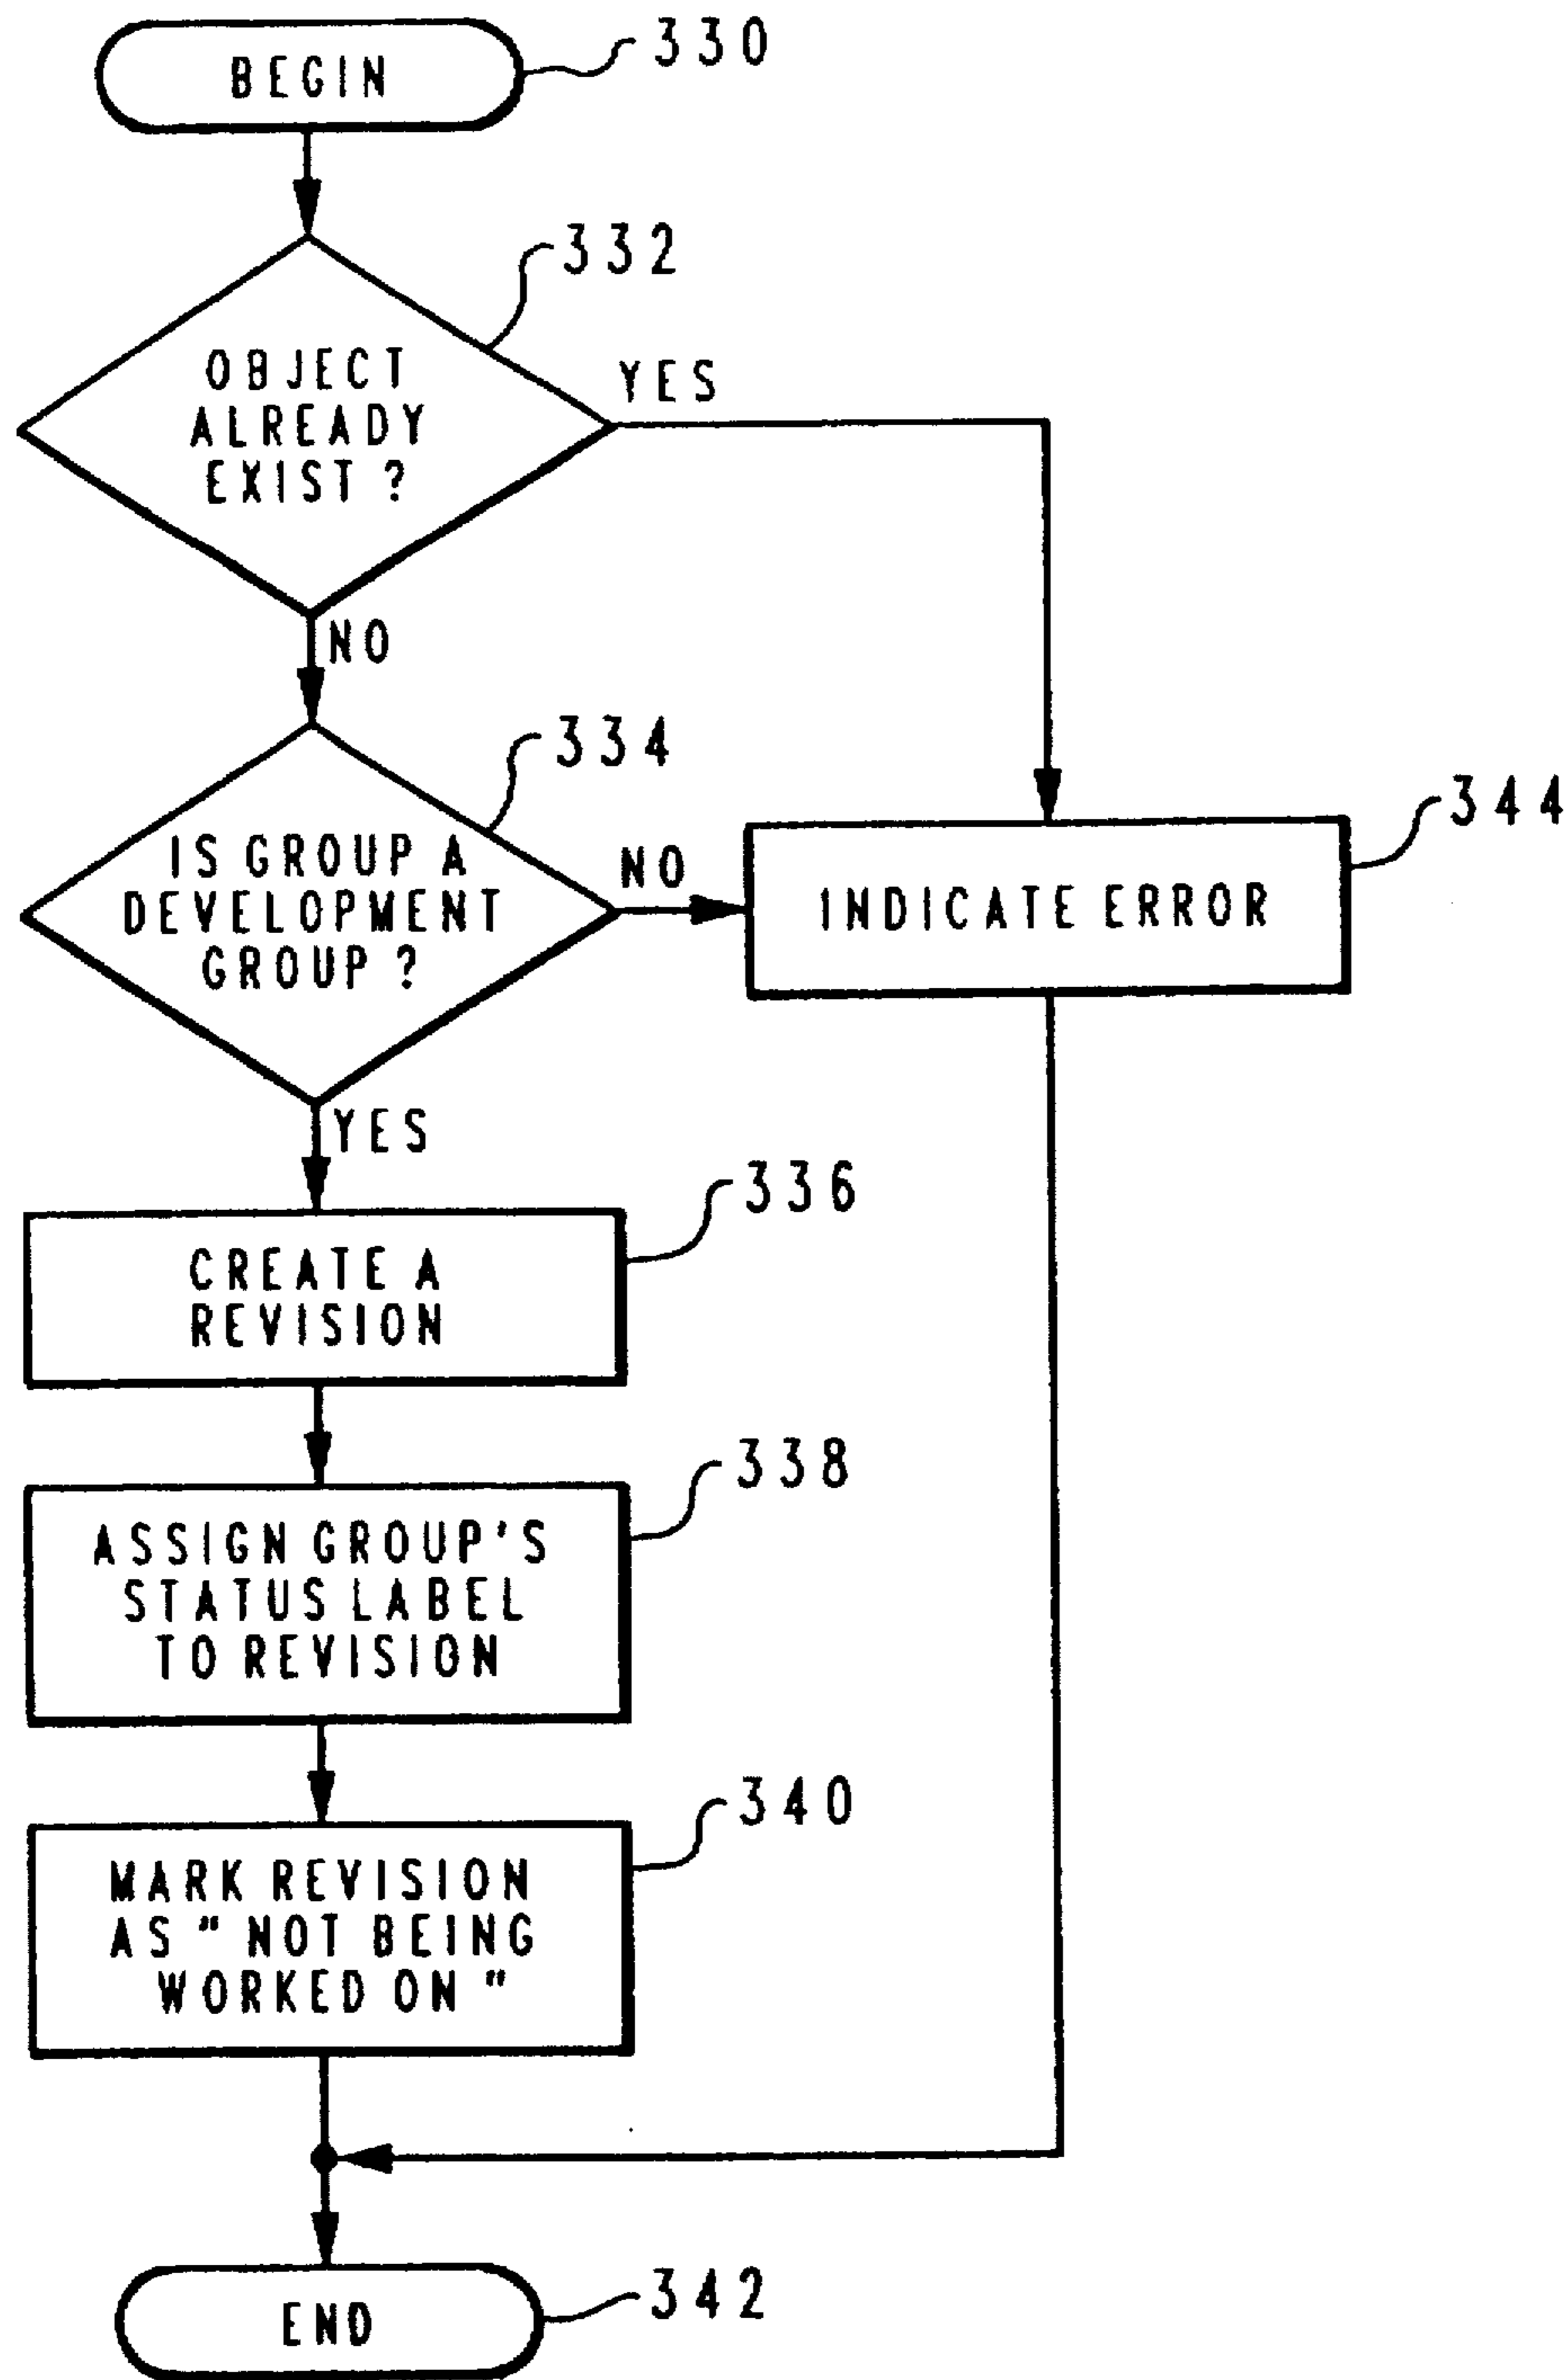 BEGIN
330
332
OBJECT
ALREADY
EXIST ?
YES
NO
334
IS GROUP A
DEVELOPMENT
GROUP ?
NO
344
INDICATE ERROR
YES
336
CREATE A
REVISION
338
ASSIGN GROUP'S
STATUS LABEL
TO REVISION
340
MARK REVISION
AS " NOT BEING
WORKED ON "
END
342